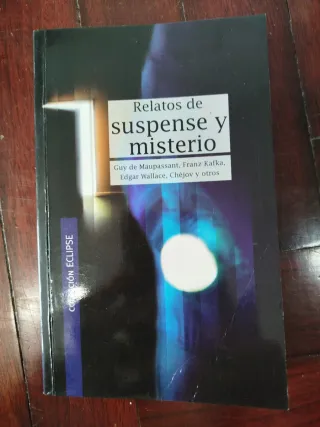 Relatos de
suspense y
misterio
Guy de Maupassant, Franz Kafka,
Edgar Wallace, Chejov y otros
COLECCIÓN ECLIPSE